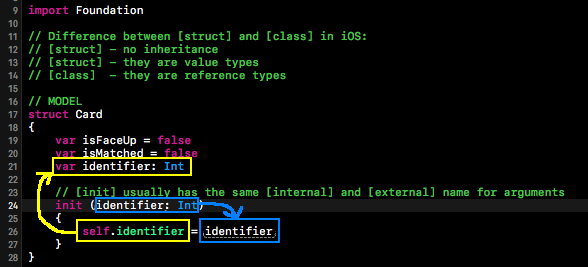 8
9 import Foundation
10
11 // Difference between [struct] and [class] in iOS:
12 // [struct] - no inheritance
13 // [struct] - they are value types
14 // [class]  - they are reference types
15
16 // MODEL
17 struct Card
18 {
19     var isFaceUp = false
20     var isMatched = false
21     var identifier: Int
22
23     // [init] usually has the same [internal] and [external] name for arguments
24     init (identifier: Int)
25     {
26         self.identifier = identifier
27     }
28 }